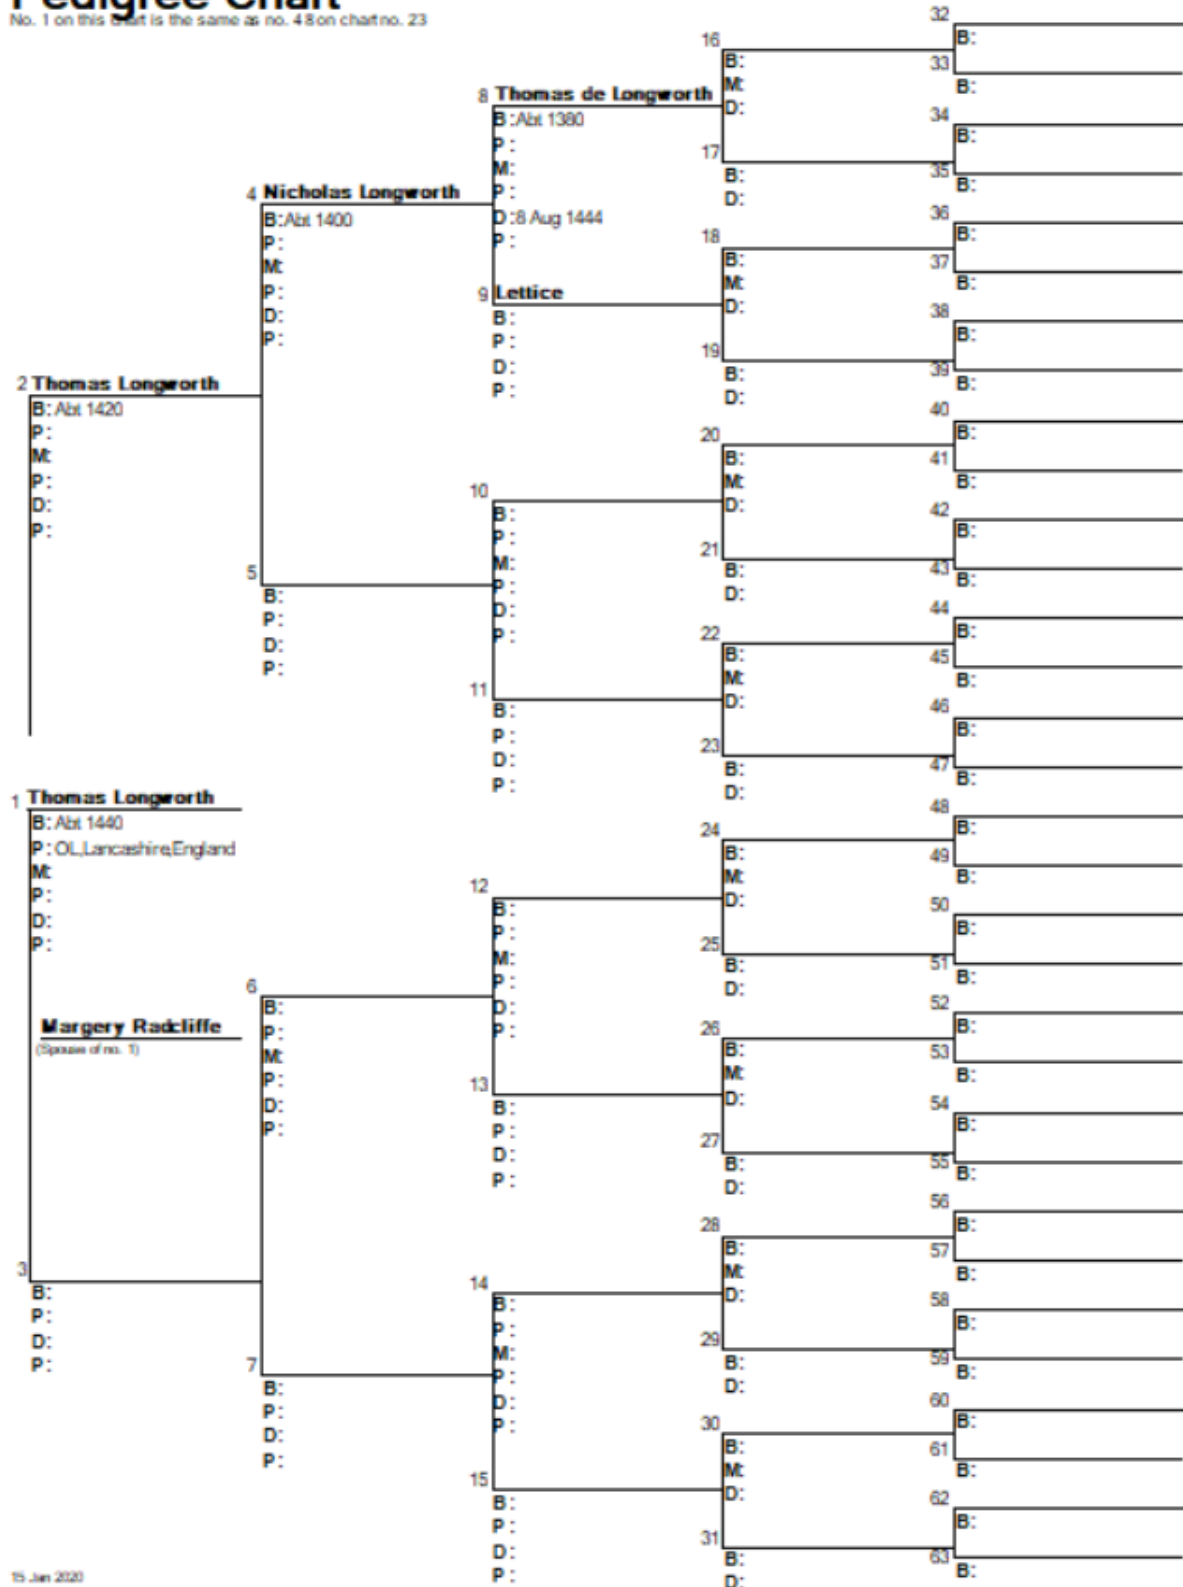 Pedigree Chart
No. 1 on this chart is the same as no. 48 on chart no. 23
2 Thomas Longworth
B: Abt 1420
P:
M:
P:
D:
P:
1 Thomas Longworth
B: Abt 1440
P: OL,Lancashire,England
M:
P:
D:
P:
Margery Radcliffe
(Spouse of no. 1)
3
B:
P:
D:
P:
4 Nicholas Longworth
B: Abt 1400
P:
M:
P:
D:
P:
5
B:
P:
D:
P:
6
B:
P:
M:
P:
D:
P:
7
B:
P:
D:
P:
8 Thomas de Longworth
B: Abt 1380
P:
M:
P:
D: 8 Aug 1444
P:
9 Lettice
B:
P:
D:
P:
10
B:
P:
M:
P:
D:
P:
11
B:
P:
D:
P:
12
B:
P:
M:
P:
D:
P:
13
B:
P:
D:
P:
14
B:
P:
M:
P:
D:
P:
15
B:
P:
D:
P:
16
B:
M:
D:
17
B:
D:
18
B:
M:
D:
19
B:
D:
20
B:
M:
D:
21
B:
D:
22
B:
M:
D:
23
B:
D:
24
B:
M:
D:
25
B:
D:
26
B:
M:
D:
27
B:
D:
28
B:
M:
D:
29
B:
D:
30
B:
M:
D:
31
B:
D:
32
B:
33
B:
34
B:
35
B:
36
B:
37
B:
38
B:
39
B:
40
B:
41
B:
42
B:
43
B:
44
B:
45
B:
46
B:
47
B:
48
B:
49
B:
50
B:
51
B:
52
B:
53
B:
54
B:
55
B:
56
B:
57
B:
58
B:
59
B:
60
B:
61
B:
62
B:
63
B:
15 Jan 2020